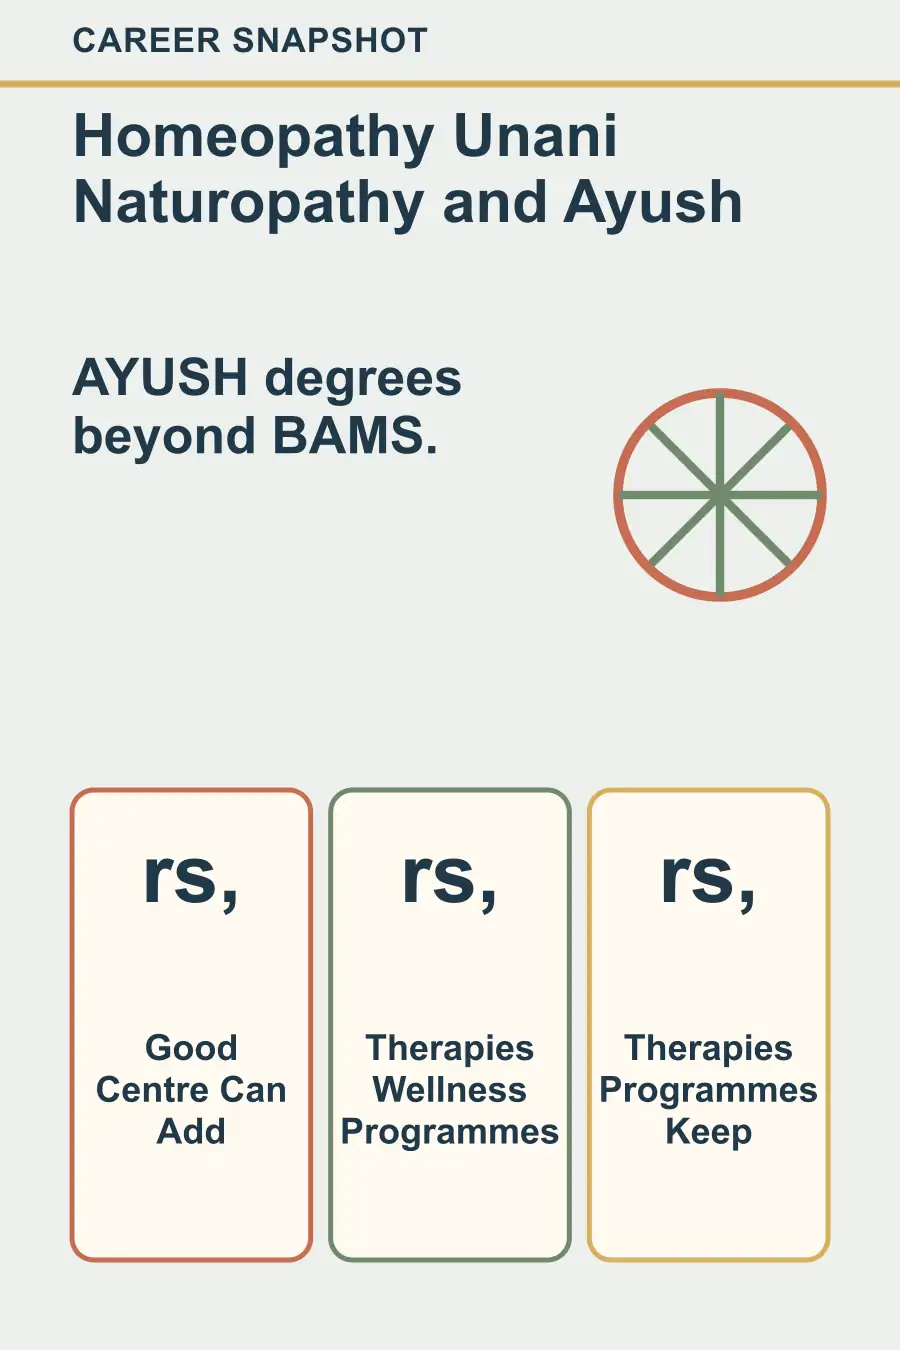 CAREER SNAPSHOT
Homeopathy Unani
Naturopathy and Ayush
AYUSH degrees
beyond BAMS.
rs,
Good
Centre Can
Add
rs,
Therapies
Wellness
Programmes
rs,
Therapies
Programmes
Keep